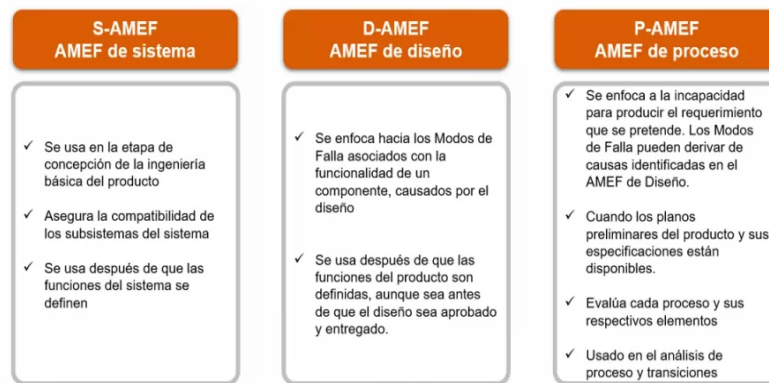 S-AMEF
AMEF de sistema
Se usa en la etapa de
concepción de la ingeniería
básica del producto
Asegura la compatibilidad de
los subsistemas del sistema
Se usa después de que las
funciones del sistema se
definen
D-AMEF
AMEF de diseño
Se enfoca hacia los Modos de
Falla asociados con la
funcionalidad de un
componente, causados por el
diseño
Se usa después de que las
funciones del producto son
definidas, aunque sea antes
de que el diseño sea aprobado
y entregado.
P-AMEF
AMEF de proceso
Se enfoca a la incapacidad
para producir el requerimiento
que se pretende. Los Modos
de Falla pueden derivar de
causas identificadas en el
AMEF de Diseño.
Cuando los planos
preliminares del producto y sus
especificaciones están
disponibles.
Evalúa cada proceso y sus
respectivos elementos
Usado en el análisis de
proceso y transiciones